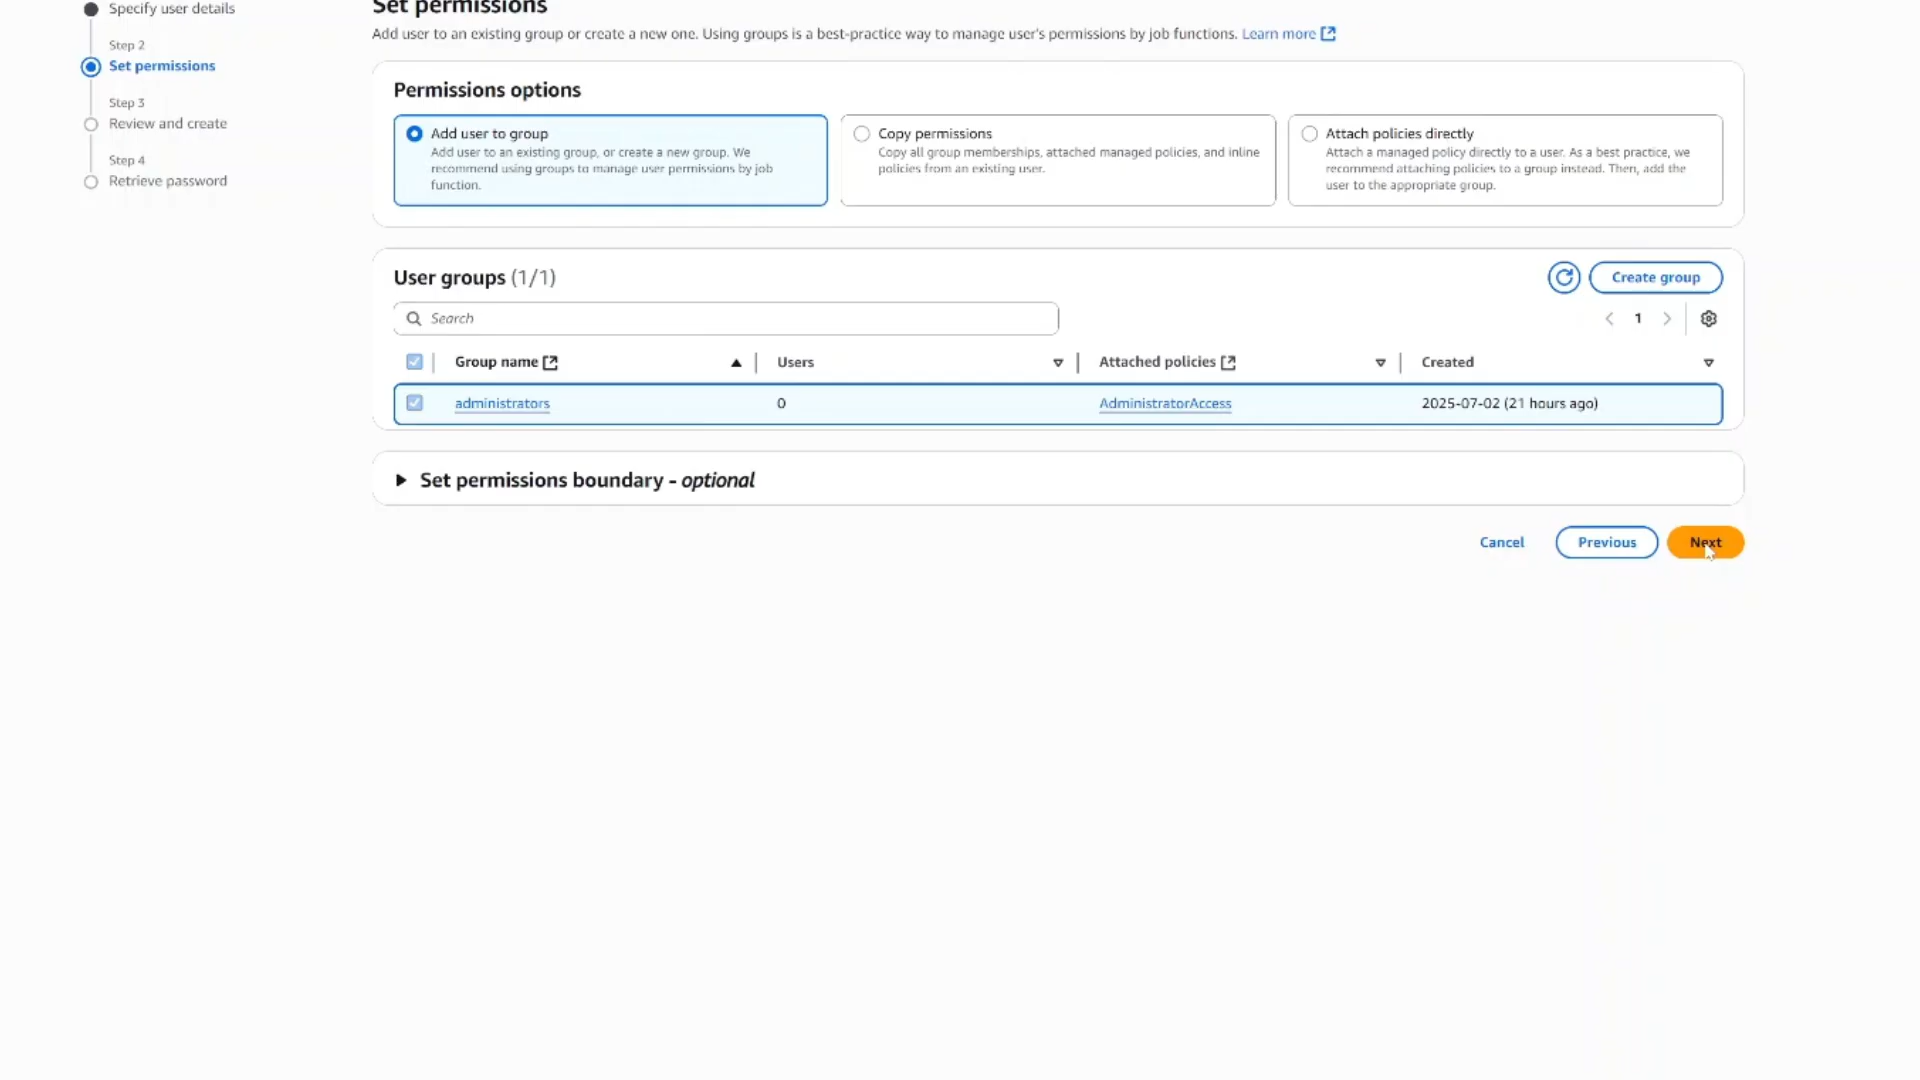 Specify user details
Step 2
Set permissions
Step 3
Review and create
Step 4
Retrieve password
Set permissions
Add user to an existing group or create a new one. Using groups is a best-practice way to manage user's permissions by job functions. Learn more
Permissions options
Add user to group
Add user to an existing group, or create a new group. We
recommend using groups to manage user permissions by job
function.
Copy permissions
Copy all group memberships, attached managed policies, and inline
policies from an existing user.
Attach policies directly
Attach a managed policy directly to a user. As a best practice, we
recommend attaching policies to a group instead. Then, add the
user to the appropriate group.
User groups (1/1)
Create group
Search
1
Group name
Users
Attached policies
Created
administrators
0
AdministratorAccess
2025-07-02 (21 hours ago)
Set permissions boundary - optional
Cancel
Previous
Next